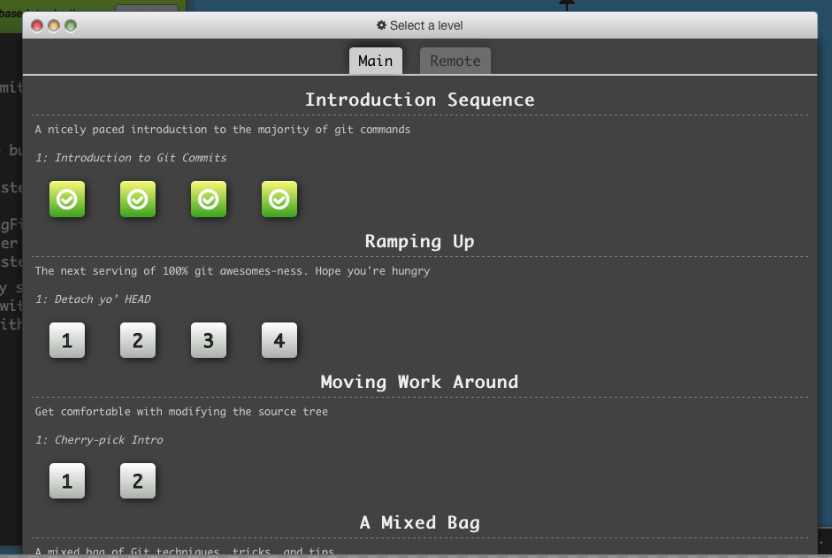 Select a level
Main
Remote
Introduction Sequence
A nicely paced introduction to the majority of git commands
1: Introduction to Git Commits
Ramping Up
The next serving of 100% git awesomes-ness. Hope you're hungry
1: Detach yo' HEAD
1 2 3 4
Moving Work Around
Get comfortable with modifying the source tree
1: Cherry-pick Intro
1 2
A Mixed Bag
A mixed bag of Git techniques, tricks, and tips